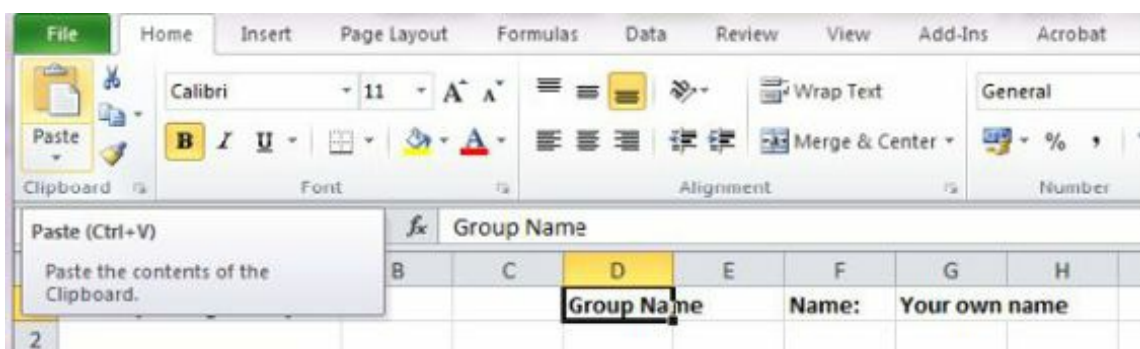 File Home Insert Page Layout Formulas Data Review View Add-Ins Acrobat
Calibri 11 A A Wrap Text General
Paste B I U A Merge & Center % ,
Clipboard Font Alignment Number
Paste (Ctrl+V) fx Group Name
Paste the contents of the
Clipboard.
B C D E F G H
Group Name Name: Your own name
2